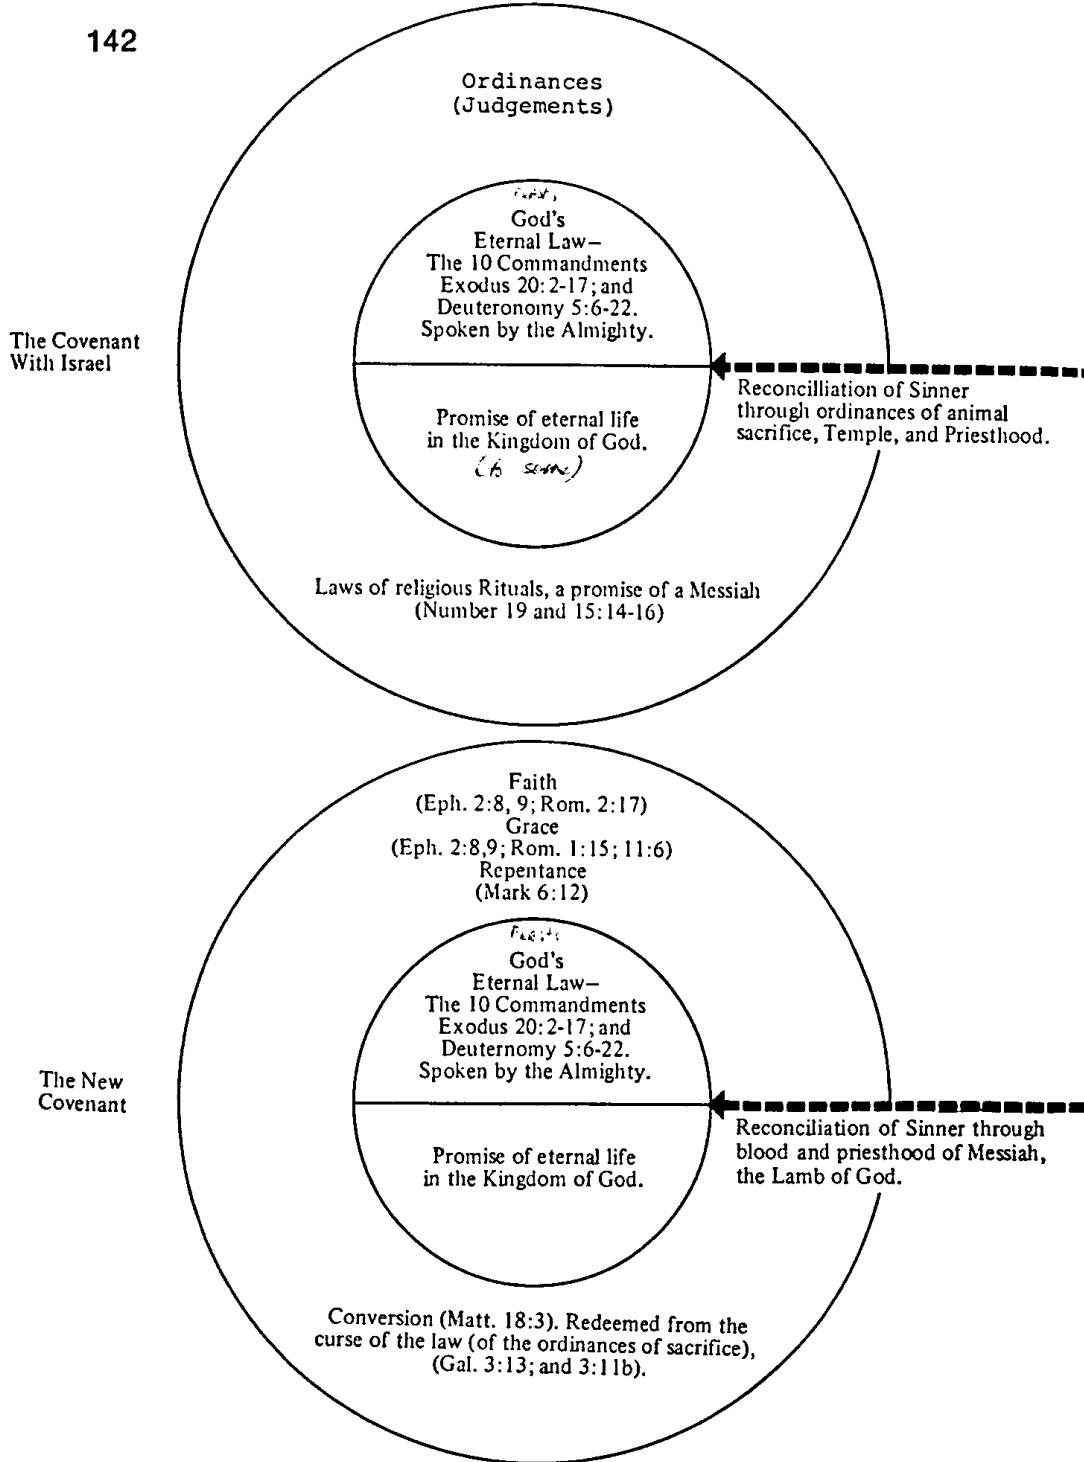 142
Ordinances
(Judgements)
God's
Eternal Law—
The 10 Commandments
Exodus 20:2-17; and
Deuteronomy 5:6-22.
Spoken by the Almighty.
The Covenant
With Israel
Reconcilliation of Sinner
through ordinances of animal
sacrifice, Temple, and Priesthood.
Promise of eternal life
in the Kingdom of God.
(to some)
Laws of religious Rituals, a promise of a Messiah
(Number 19 and 15:14-16)
Faith
(Eph. 2:8, 9; Rom. 2:17)
Grace
(Eph. 2:8,9; Rom. 1:15; 11:6)
Repentance
(Mark 6:12)
God's
Eternal Law—
The 10 Commandments
Exodus 20:2-17; and
Deuternomy 5:6-22.
Spoken by the Almighty.
The New
Covenant
Reconciliation of Sinner through
blood and priesthood of Messiah,
the Lamb of God.
Promise of eternal life
in the Kingdom of God.
Conversion (Matt. 18:3). Redeemed from the
curse of the law (of the ordinances of sacrifice),
(Gal. 3:13; and 3:11b).